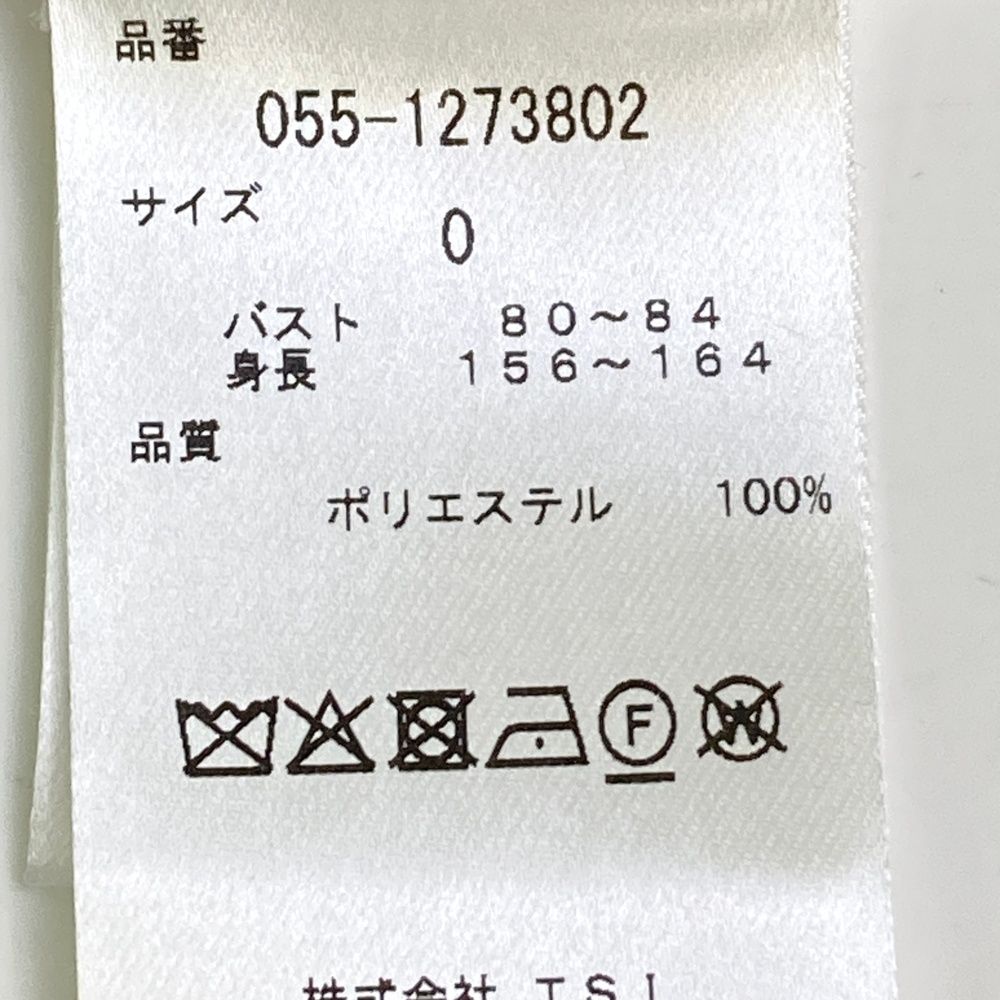 品番
055-1273802
サイズ
0
バスト 80～84
身長 156～164
品質
ポリエステル 100%
F
W
株式会社 TSI